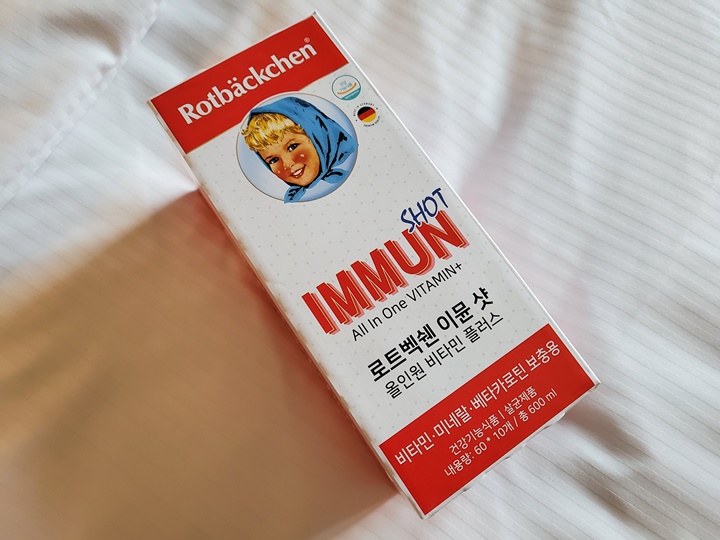 Rotbäckchen®
SHOT
IMMUN
All In One VITAMIN+
로트벡쉔 이뮨 샷
올인원 비타민 플러스
비타민·미네랄·베타카로틴 보충용
건강기능식품 | 살균제품
내용량: 60 * 10개 / 총 600 ml